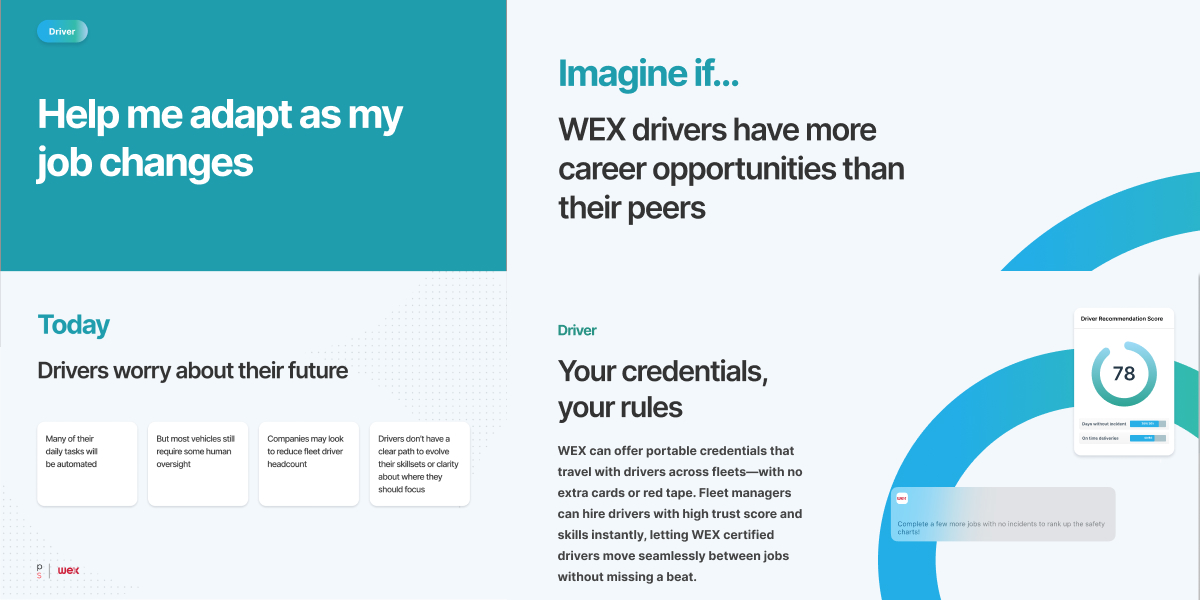 Driver
Help me adapt as my
job changes
Imagine if...
WEX drivers have more
career opportunities than
their peers
Today
Drivers worry about their future
Many of their
daily tasks will
be automated
But most vehicles still
require some human
oversight
Companies may look
to reduce fleet driver
headcount
Drivers don't have a
clear path to evolve
their skillsets or clarity
about where they
should focus
p
s
wex
Driver
Your credentials,
your rules
WEX can offer portable credentials that
travel with drivers across fleets—with no
extra cards or red tape. Fleet managers
can hire drivers with high trust score and
skills instantly, letting WEX certified
drivers move seamlessly between jobs
without missing a beat.
Driver Recommendation Score
78
Days without incident
On time deliveries
wex
Complete a few more jobs with no incidents to rank up the safety
charts!